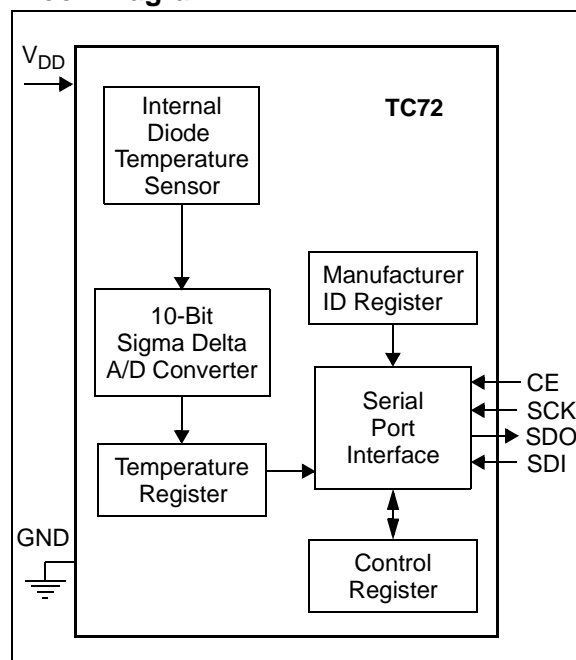 V_DD
TC72
Internal
Diode
Temperature
Sensor
Manufacturer
ID Register
10-Bit
Sigma Delta
A/D Converter
CE
SCK
SDO
SDI
Serial
Port
Interface
Temperature
Register
GND
Control
Register